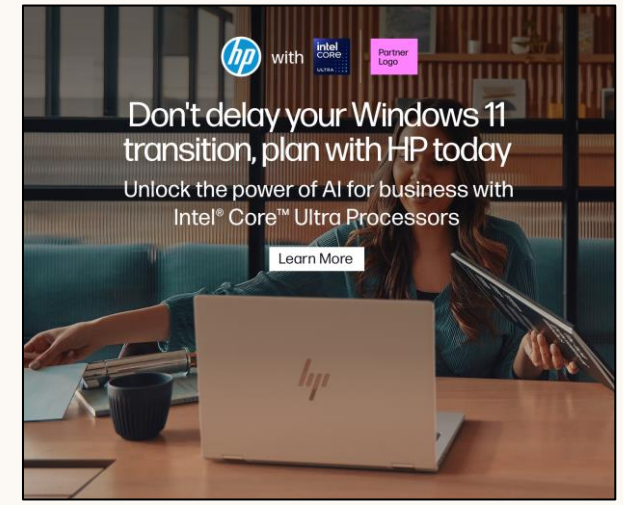 hp with intel CORE ULTRA Partner Logo
Don't delay your Windows 11
transition, plan with HP today
Unlock the power of AI for business with
Intel® Core™ Ultra Processors
Learn More
hp